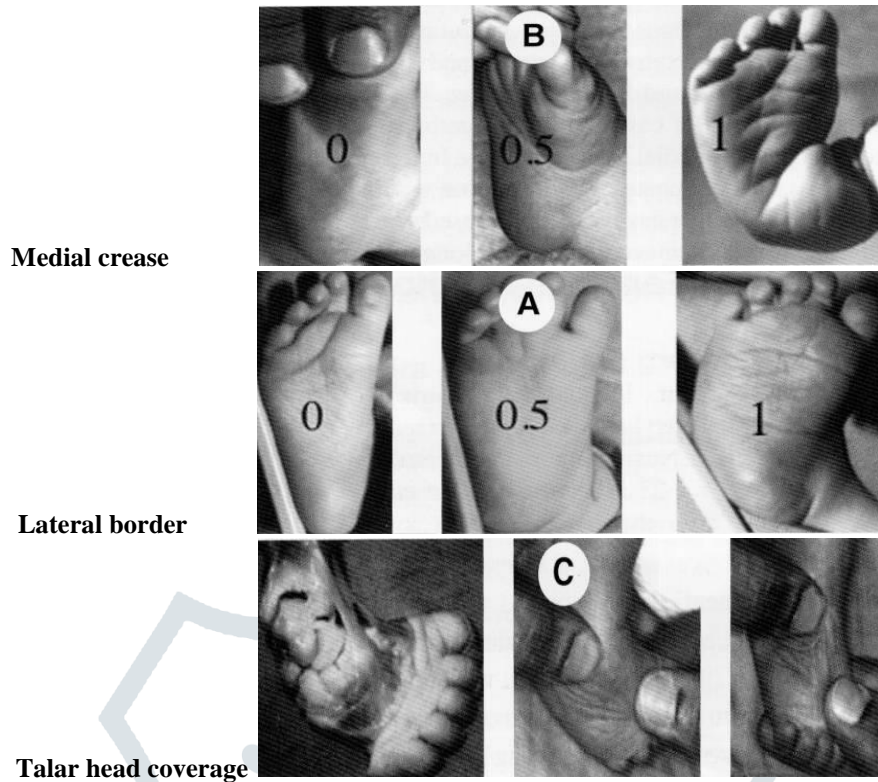 B
0 0.5 1
Medial crease
A
0 0.5 1
Lateral border
C
Talar head coverage